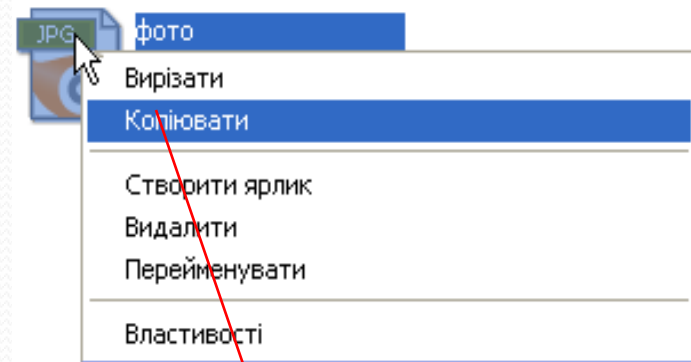 JPG
фото
Вирізати
Копіювати
Створити ярлик
Видалити
Перейменувати
Властивості